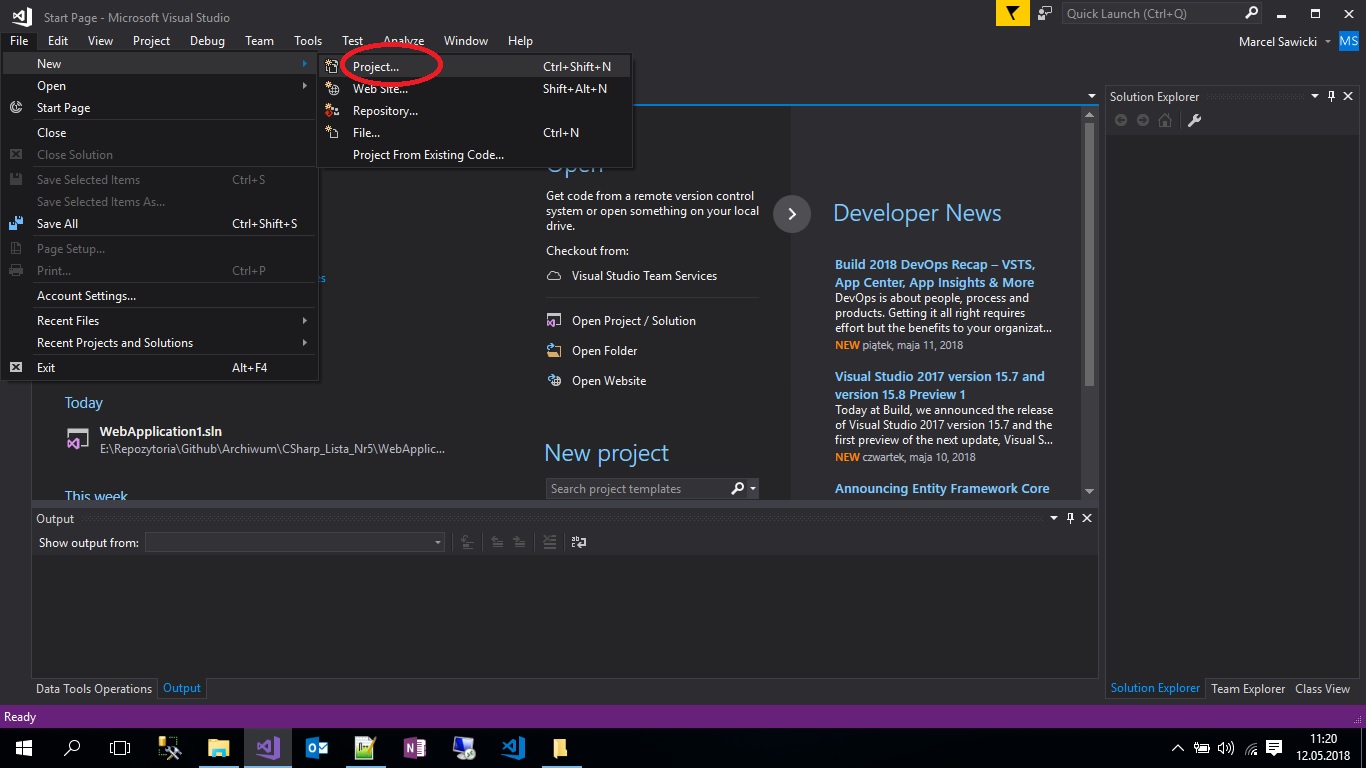 Start Page - Microsoft Visual Studio
Quick Launch (Ctrl+Q)
File Edit View Project Debug Team Tools Test Analyze Window Help
Marcel Sawicki MS
New
Open
Start Page
Close
Close Solution
Save Selected Items Ctrl+S
Save Selected Items As...
Save All Ctrl+Shift+S
Page Setup...
Print... Ctrl+P
Account Settings...
Recent Files
Recent Projects and Solutions
Exit Alt+F4
Project... Ctrl+Shift+N
Web Site... Shift+Alt+N
Repository...
File... Ctrl+N
Project From Existing Code...
Today
WebApplication1.sln
E:\Repozytoria\Github\Archiwum\CSharp_Lista_Nr5\WebApplic...
This week
Open
Get code from a remote version control
system or open something on your local
drive.
Checkout from:
Visual Studio Team Services
Open Project / Solution
Open Folder
Open Website
New project
Search project templates
Developer News
Build 2018 DevOps Recap – VSTS,
App Center, App Insights & More
DevOps is about people, process and
products. Getting it all right requires
effort but the benefits to your organizat...
NEW piątek, maja 11, 2018
Visual Studio 2017 version 15.7 and
version 15.8 Preview 1
Today at Build, we announced the release
of Visual Studio 2017 version 15.7 and the
first preview of the next update, Visual S...
NEW czwartek, maja 10, 2018
Announcing Entity Framework Core
Solution Explorer
Output
Show output from:
Data Tools Operations Output
Solution Explorer Team Explorer Class View
Ready
11:20
12.05.2018